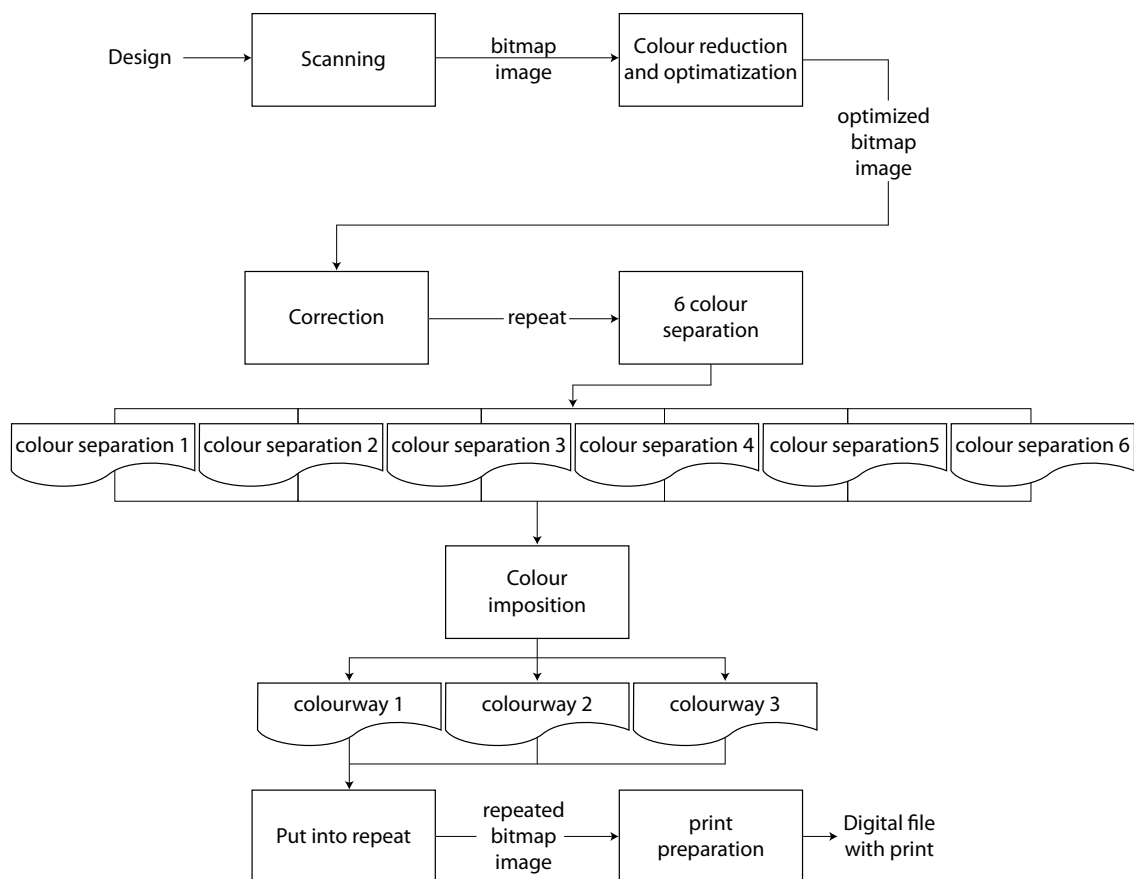 Design
Scanning
bitmap
image
Colour reduction
and optimatization
optimized
bitmap
image
Correction
repeat
6 colour
separation
colour separation 1
colour separation 2
colour separation 3
colour separation 4
colour separation5
colour separation 6
Colour
imposition
colourway 1
colourway 2
colourway 3
Put into repeat
repeated
bitmap
image
print
preparation
Digital file
with print